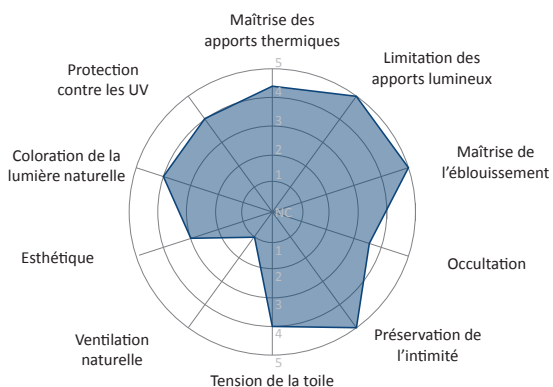 Maîtrise des
apports thermiques
Limitation des
apports lumineux
Maîtrise de
l'éblouissement
Occultation
Préservation de
l'intimité
Tension de la toile
Ventilation
naturelle
Esthétique
Coloration de la
lumière naturelle
Protection
contre les UV
5
4
3
2
1
NC
1
2
3
4
5